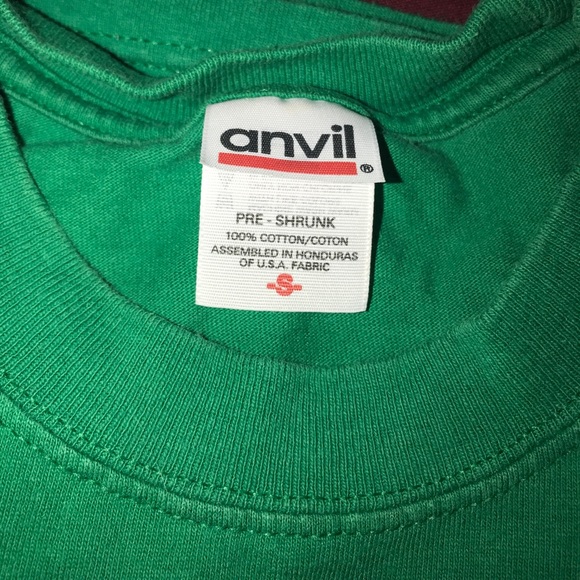 anvil
®
PRE - SHRUNK
100% COTTON/COTON
ASSEMBLED IN HONDURAS
OF U.S.A. FABRIC
-S-